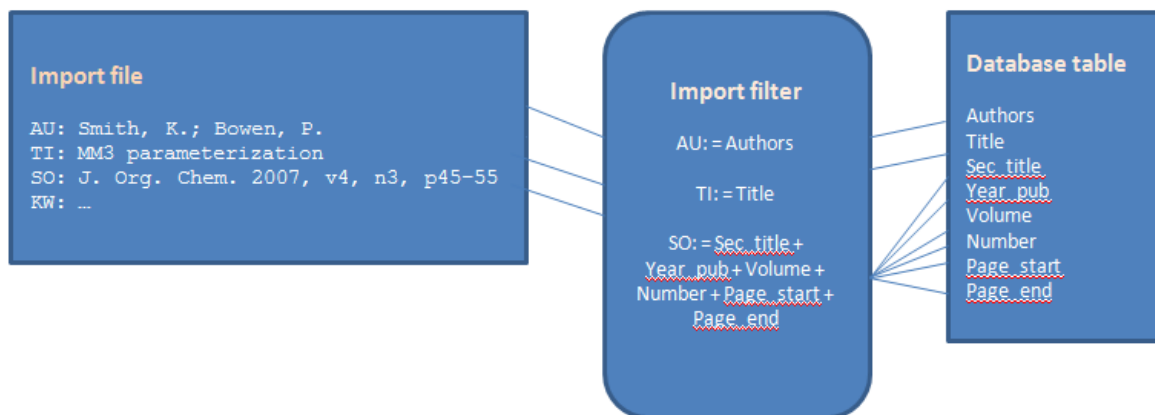 Import file
AU: Smith, K.; Bowen, P.
TI: MM3 parameterization
SO: J. Org. Chem. 2007, v4, n3, p45-55
KW: …
Import filter
AU: = Authors
TI: = Title
SO: = Sec_title +
Year_pub + Volume +
Number + Page_start +
Page_end
Database table
Authors
Title
Sec_title
Year_pub
Volume
Number
Page_start
Page_end